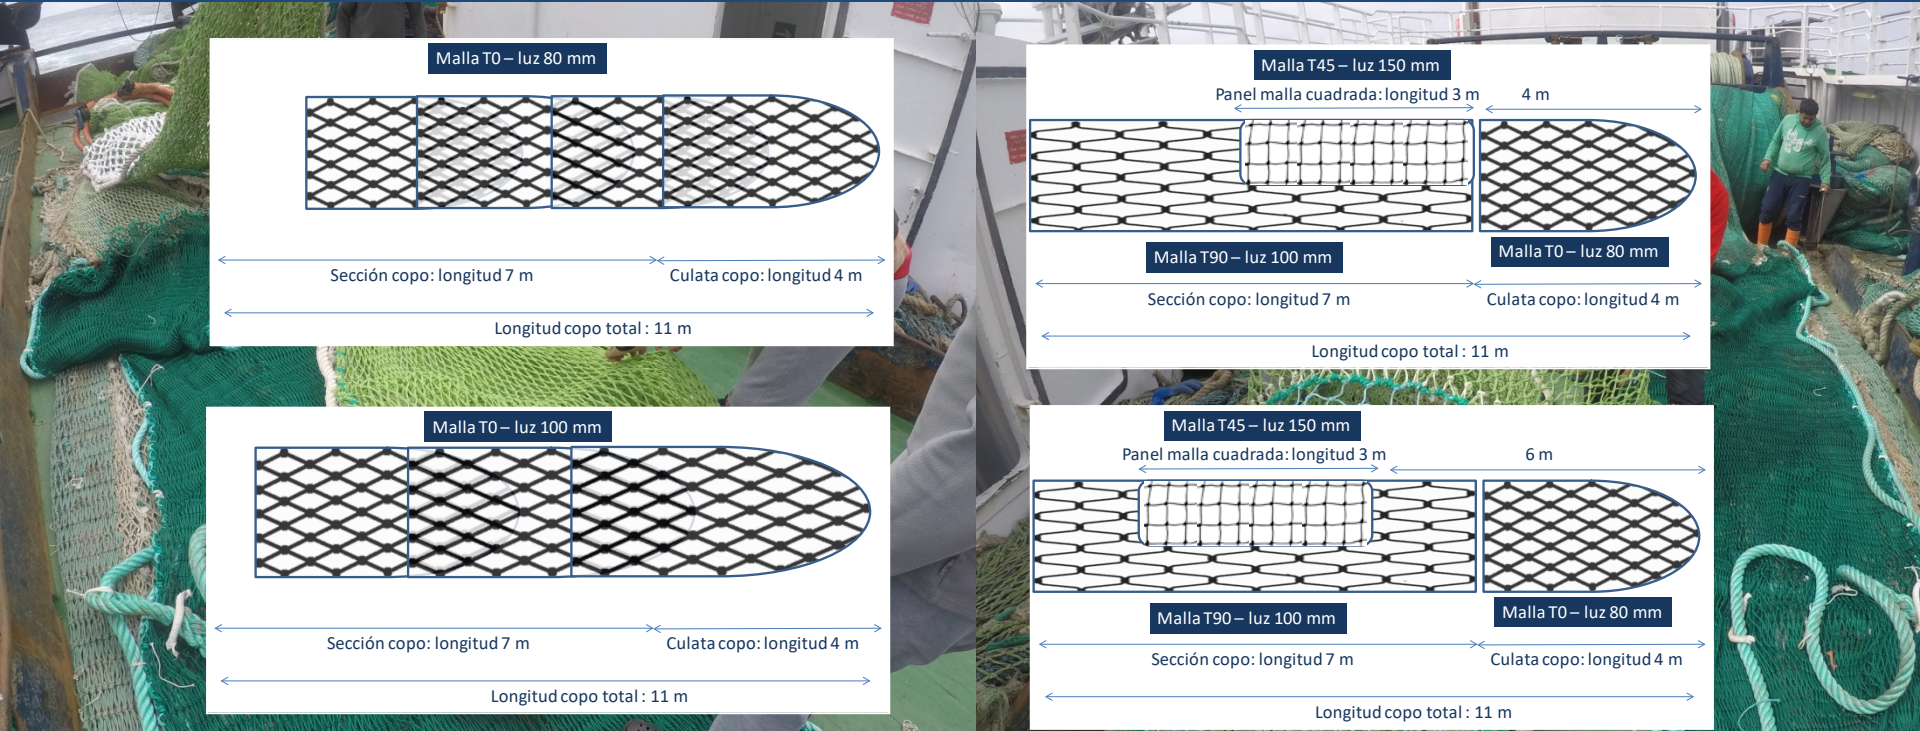 Malla T0 – luz 80 mm
Sección copo: longitud 7 m
Culata copo: longitud 4 m
Longitud copo total : 11 m
Malla T0 – luz 100 mm
Sección copo: longitud 7 m
Culata copo: longitud 4 m
Longitud copo total : 11 m
Malla T45 – luz 150 mm
Panel malla cuadrada: longitud 3 m
4 m
Malla T90 – luz 100 mm
Malla T0 – luz 80 mm
Sección copo: longitud 7 m
Culata copo: longitud 4 m
Longitud copo total : 11 m
Malla T45 – luz 150 mm
Panel malla cuadrada: longitud 3 m
6 m
Malla T90 – luz 100 mm
Malla T0 – luz 80 mm
Sección copo: longitud 7 m
Culata copo: longitud 4 m
Longitud copo total : 11 m